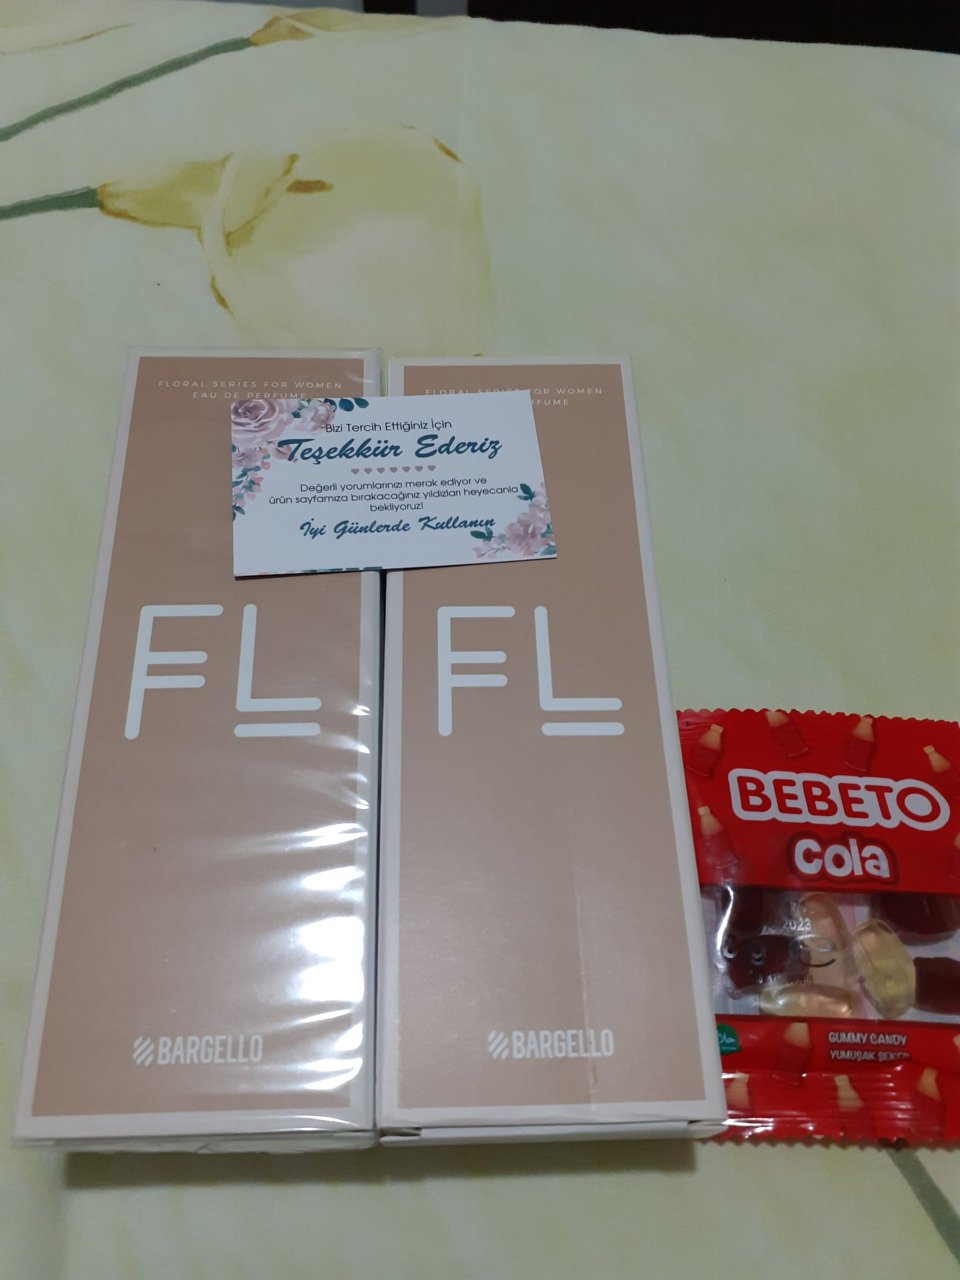 FLORAL SERIES FOR WOMEN
EAU DE PERFUME
FLORAL SERIES FOR WOMEN
Bizi Tercih Ettiğiniz İçin
Teşekkür Ederiz
Değerli yorumlarınızı merak ediyor ve
ürün sayfamıza bırakacağınız yıldızları heyecanla
bekliyoruz!
İyi Günlerde Kullanın
FL
BARGELLO
FL
BARGELLO
BEBETO
cola
2023
GUMMY CANDY
YUMUŞAK ŞEKER